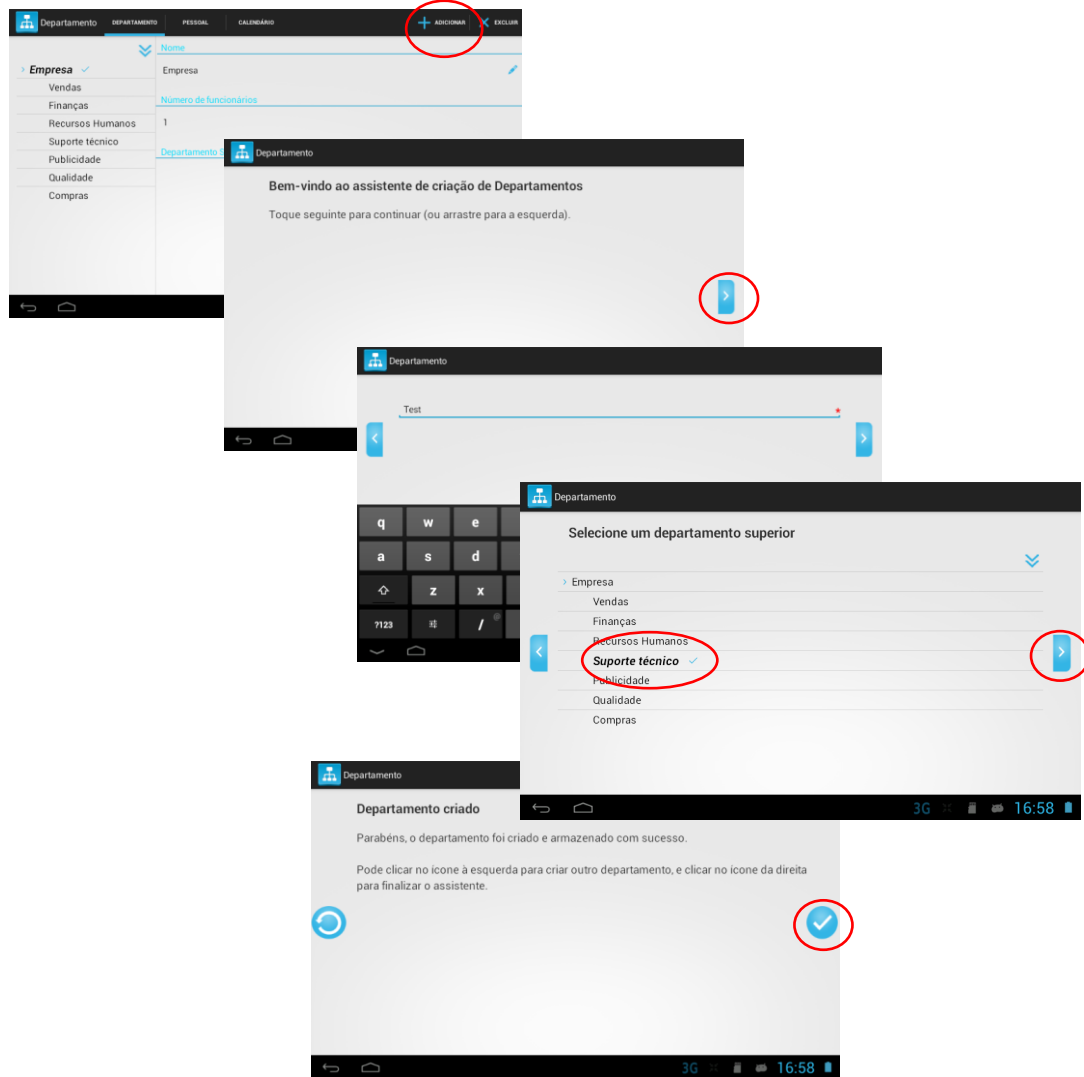 Departamento DEPARTAMENTO PESSOAL CALENDÁRIO ADICIONAR EXCLUIR
Nome
Empresa
Empresa
Vendas
Finanças
Número de funcionários
Recursos Humanos
1
Suporte técnico
Departamento S
Publicidade
Qualidade
Compras
Departamento
Bem-vindo ao assistente de criação de Departamentos
Toque seguinte para continuar (ou arrastre para a esquerda).
Departamento
Test *
q w e
a s d
z x
?123 / @
Departamento
Selecione um departamento superior
Empresa
Vendas
Finanças
Recursos Humanos
Suporte técnico
Publicidade
Qualidade
Compras
3G 16:58
Departamento
Departamento criado
Parabéns, o departamento foi criado e armazenado com sucesso.
Pode clicar no ícone à esquerda para criar outro departamento, e clicar no ícone da direita
para finalizar o assistente.
3G 16:58